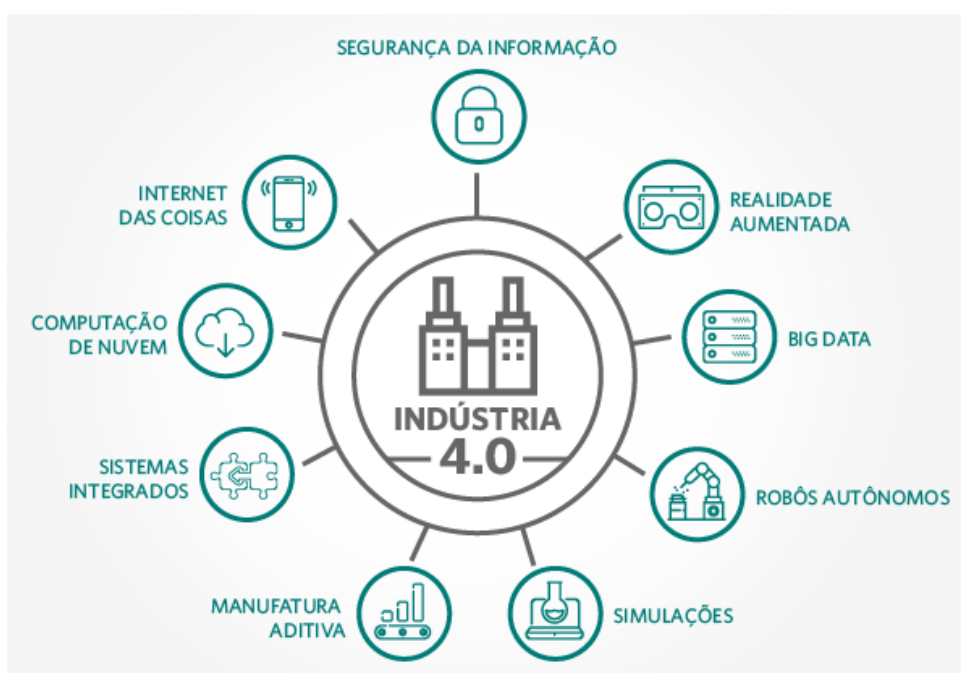 SEGURANÇA DA INFORMAÇÃO
INTERNET
DAS COISAS
REALIDADE
AUMENTADA
COMPUTAÇÃO
DE NUVEM
BIG DATA
INDÚSTRIA
4.0
SISTEMAS
INTEGRADOS
ROBÔS AUTÔNOMOS
MANUFATURA
ADITIVA
SIMULAÇÕES